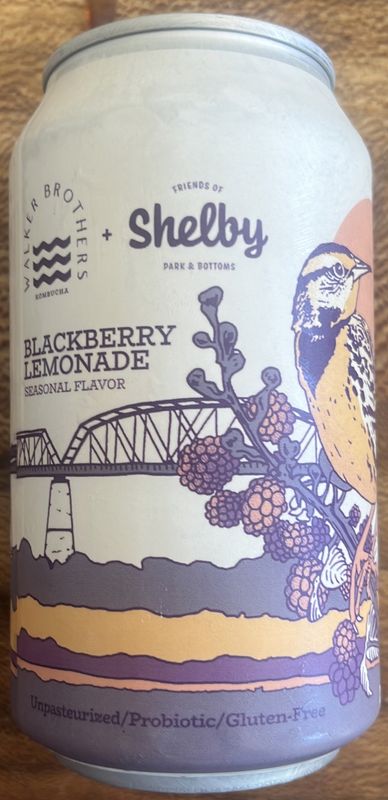 WALKER BROTHERS
KOMBUCHA
+
FRIENDS OF
Shelby
PARK & BOTTOMS
BLACKBERRY
LEMONADE
SEASONAL FLAVOR
Unpasteurized/Probiotic/Gluten-Free